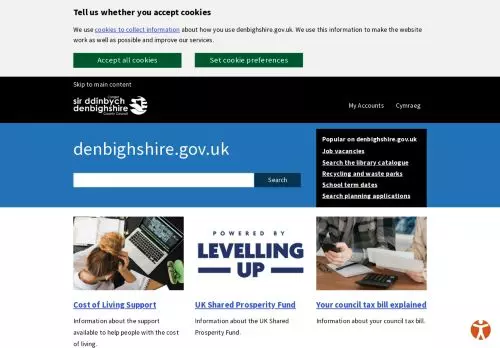 Tell us whether you accept cookies
We use cookies to collect information about how you use denbighshire.gov.uk. We use this information to make the website
work as well as possible and improve our services.
Accept all cookies
Set cookie preferences
Skip to main content
sir ddinbych
denbighshire
County Council
My Accounts
Cymraeg
denbighshire.gov.uk
Search
Popular on denbighshire.gov.uk
Job vacancies
Search the library catalogue
Recycling and waste parks
School term dates
Search planning applications
POWERED BY
LEVELLING
UP
Cost of Living Support
Information about the support
available to help people with the cost
of living.
UK Shared Prosperity Fund
Information about the UK Shared
Prosperity Fund.
Your council tax bill explained
Information about your council tax bill.